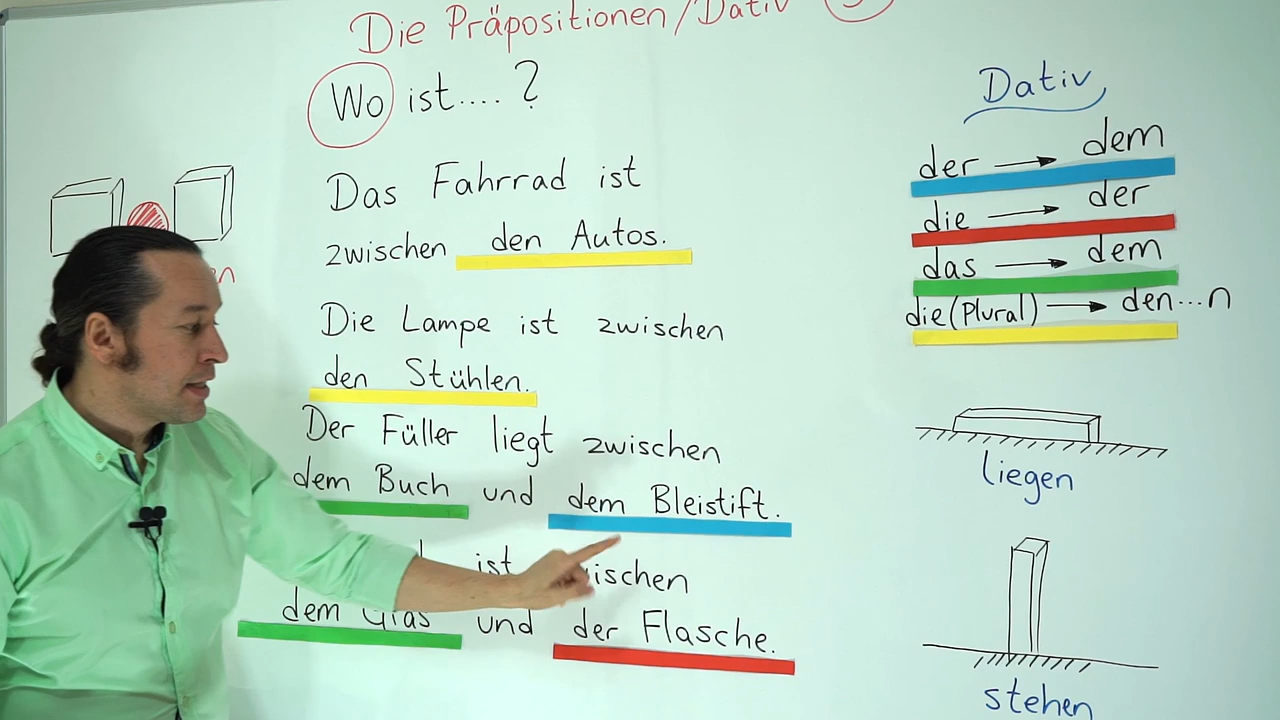 Die Präpositionen/Dativ
Wo ist.... ?
Das Fahrrad ist
zwischen den Autos.
Die Lampe ist zwischen
den Stühlen.
Der Füller liegt zwischen
dem Buch und dem Bleistift.
ist
dem Glas und der Flasche.
Dativ
der → dem
die → der
das → dem
die (Plural) → den...n
liegen
stehen